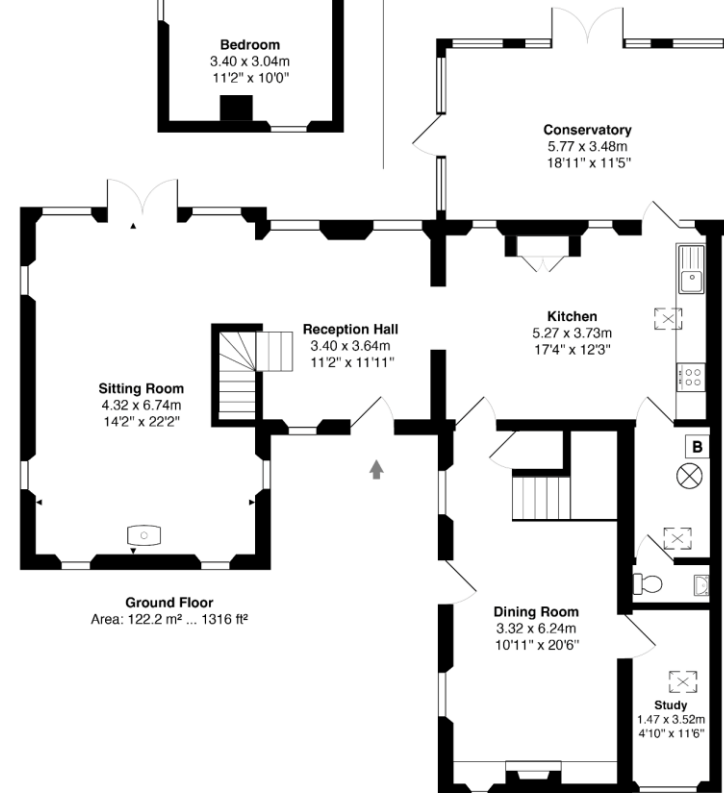 Bedroom
3.40 x 3.04m
11'2" x 10'0"
Conservatory
5.77 x 3.48m
18'11" x 11'5"
Reception Hall
3.40 x 3.64m
11'2" x 11'11"
Kitchen
5.27 x 3.73m
17'4" x 12'3"
Sitting Room
4.32 x 6.74m
14'2" x 22'2"
B
Ground Floor
Area: 122.2 m² ... 1316 ft²
Dining Room
3.32 x 6.24m
10'11" x 20'6"
Study
1.47 x 3.52m
4'10" x 11'6"